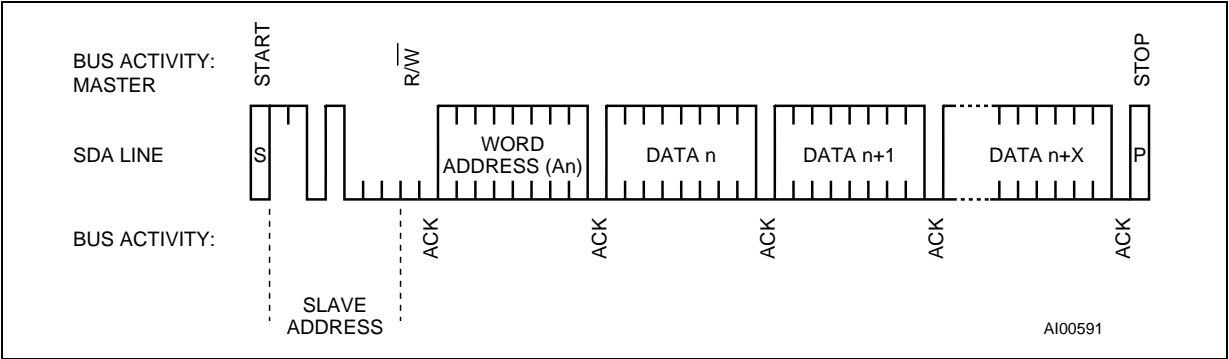 BUS ACTIVITY:
MASTER
START
R/W
STOP
SDA LINE
S
WORD
ADDRESS (An)
DATA n
DATA n+1
DATA n+X
P
BUS ACTIVITY:
ACK
ACK
ACK
ACK
ACK
SLAVE
ADDRESS
AI00591